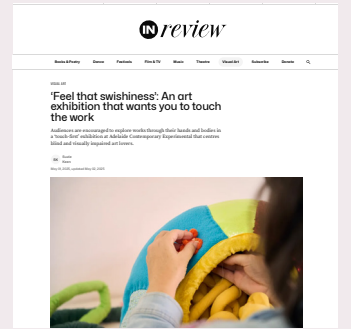 IN review
Books & Poetry Dance Festivals Film & TV Music Theatre Visual Art Subscribe Donate
VISUAL ART
‘Feel that swishiness’: An art
exhibition that wants you to touch
the work
Audiences are encouraged to explore works through their hands and bodies in
a ‘touch-first’ exhibition at Adelaide Contemporary Experimental that centres
blind and visually impaired art lovers.